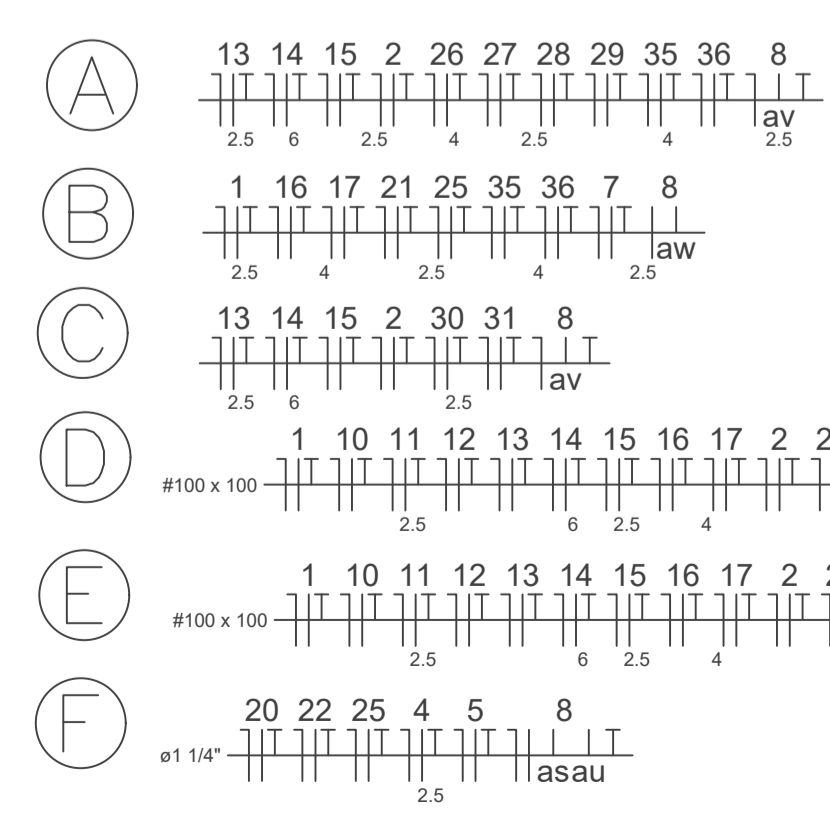 13 14 15 2 26 27 28 29 35 36 8
A
av
2.5 6 2.5 4 2.5 4 2.5
1 16 17 21 25 35 36 7 8
B
aw
2.5 4 2.5 4 2.5
13 14 15 2 30 31 8
C
av
2.5 6 2.5
1 10 11 12 13 14 15 16 17 2
D
#100 x 100
2.5 6 2.5 4
1 10 11 12 13 14 15 16 17 2
E
#100 x 100
2.5 6 2.5 4
20 22 25 4 5 8
F
ø1 1/4"
asau
2.5